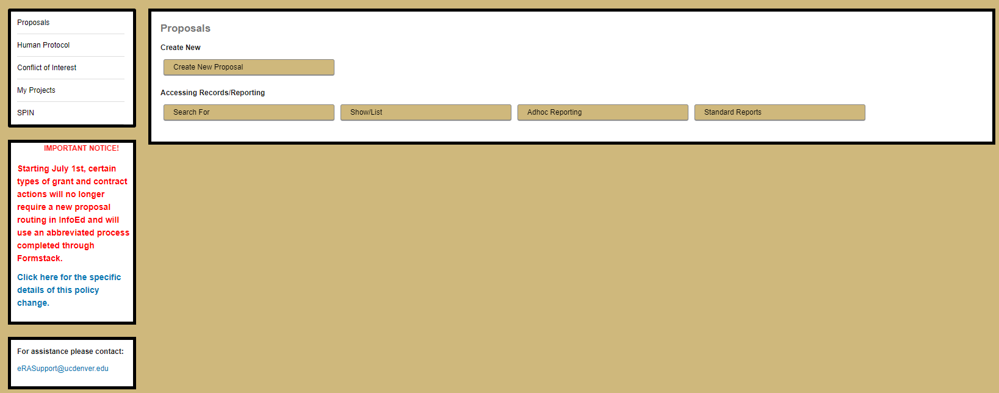 Proposals
Human Protocol
Conflict of Interest
My Projects
SPIN
IMPORTANT NOTICE!
Starting July 1st, certain
types of grant and contract
actions will no longer
require a new proposal
routing in InfoEd and will
use an abbreviated process
completed through
Formstack.
Click here for the specific
details of this policy
change.
For assistance please contact:
eRASupport@ucdenver.edu
Proposals
Create New
Create New Proposal
Accessing Records/Reporting
Search For
Show/List
Adhoc Reporting
Standard Reports